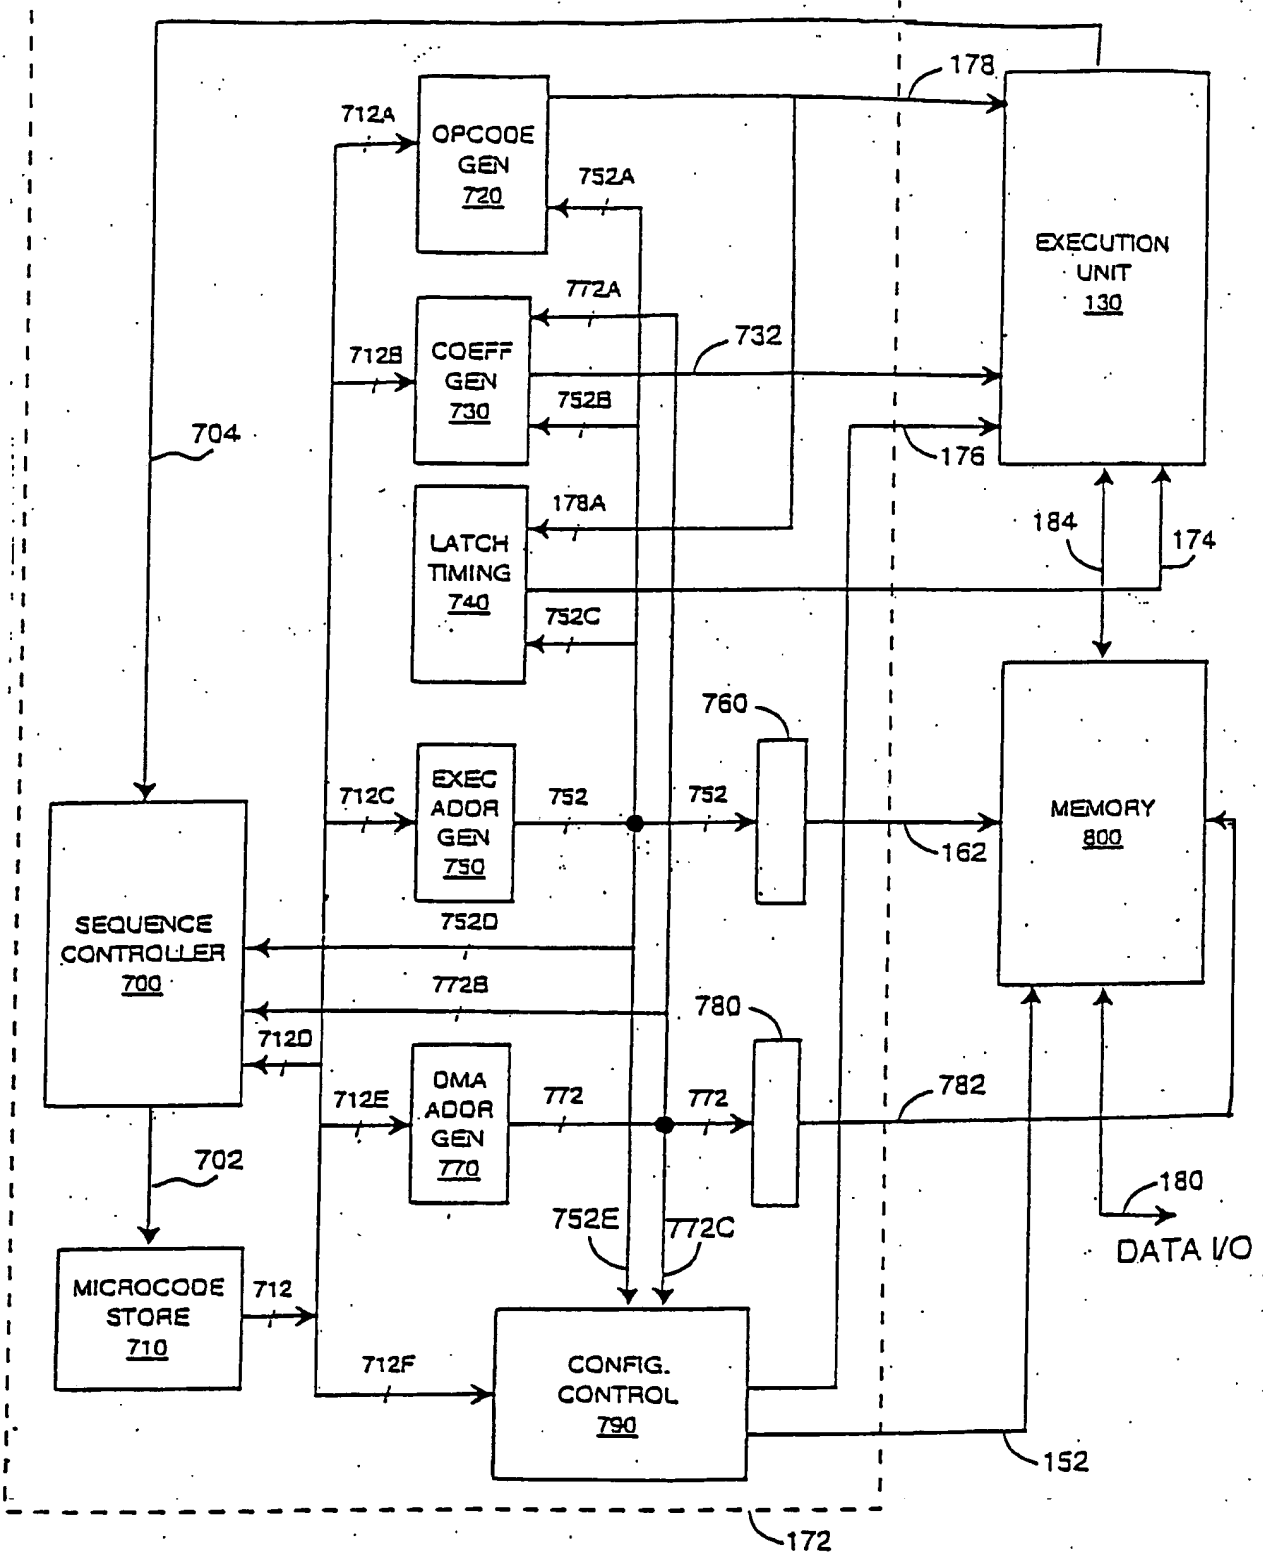 178
712A
OPCODE
GEN
720
752A
EXECUTION
UNIT
130
772A
732
712B
COEFF
GEN
730
752B
704
176
178A
LATCH
TIMING
740
184
174
752C
760
712C
EXEC
ADDR
GEN
750
752
752
MEMORY
800
162
SEQUENCE
CONTROLLER
700
752D
772B
780
712D
712E
DMA
ADDR
GEN
770
772
772
782
702
752E
772C
180
DATA I/O
MICROCODE
STORE
710
712
712F
CONFIG.
CONTROL
790
152
172